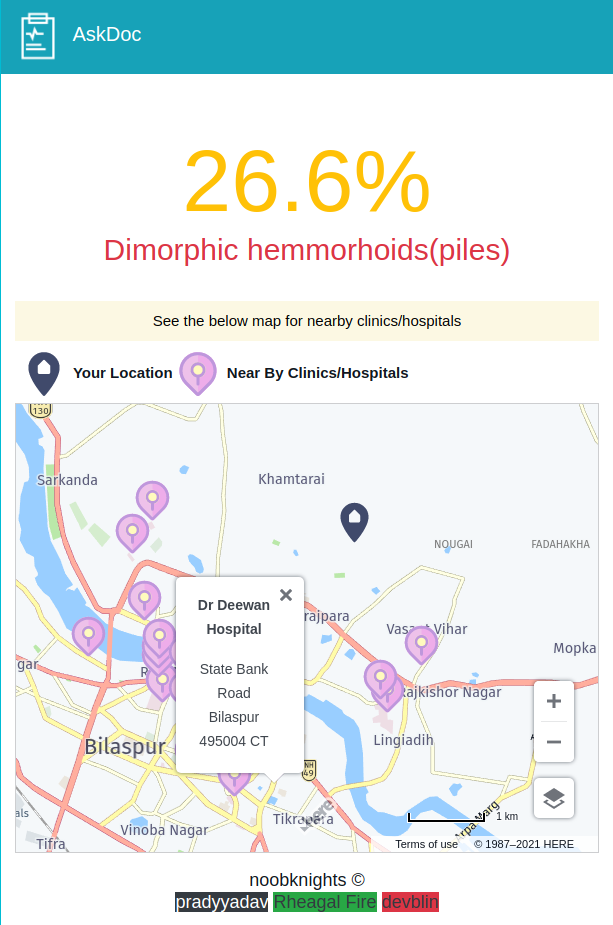 AskDoc
26.6%
Dimorphic hemmorhoids(piles)
See the below map for nearby clinics/hospitals
Your Location
Near By Clinics/Hospitals
130
Sarkanda
Khamtarai
NOUGAI
FADAHAKHA
Dr Deewan
Hospital
State Bank
Road
Bilaspur
495004 CT
rajpara
Vasant Vihar
Mopka
gar
Rajkishor Nagar
Bilaspur
Lingiadih
NH
49
als
Vinoba Nagar
Tikrapara
Tifra
here
Arpa Marg
1 km
Terms of use
© 1987–2021 HERE
noobknights ©
pradyyadav Rheagal Fire devblin